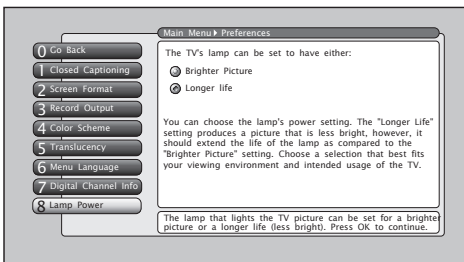 Main Menu Preferences
0 Go Back
1 Closed Captioning
2 Screen Format
3 Record Output
4 Color Scheme
5 Translucency
6 Menu Language
7 Digital Channel Info
8 Lamp Power
The TV's lamp can be set to have either:
Brighter Picture
Longer life
You can choose the lamp's power setting. The "Longer Life"
setting produces a picture that is less bright, however, it
should extend the life of the lamp as compared to the
"Brighter Picture" setting. Choose a selection that best fits
your viewing environment and intended usage of the TV.
The lamp that lights the TV picture can be set for a brighter
picture or a longer life (less bright). Press OK to continue.